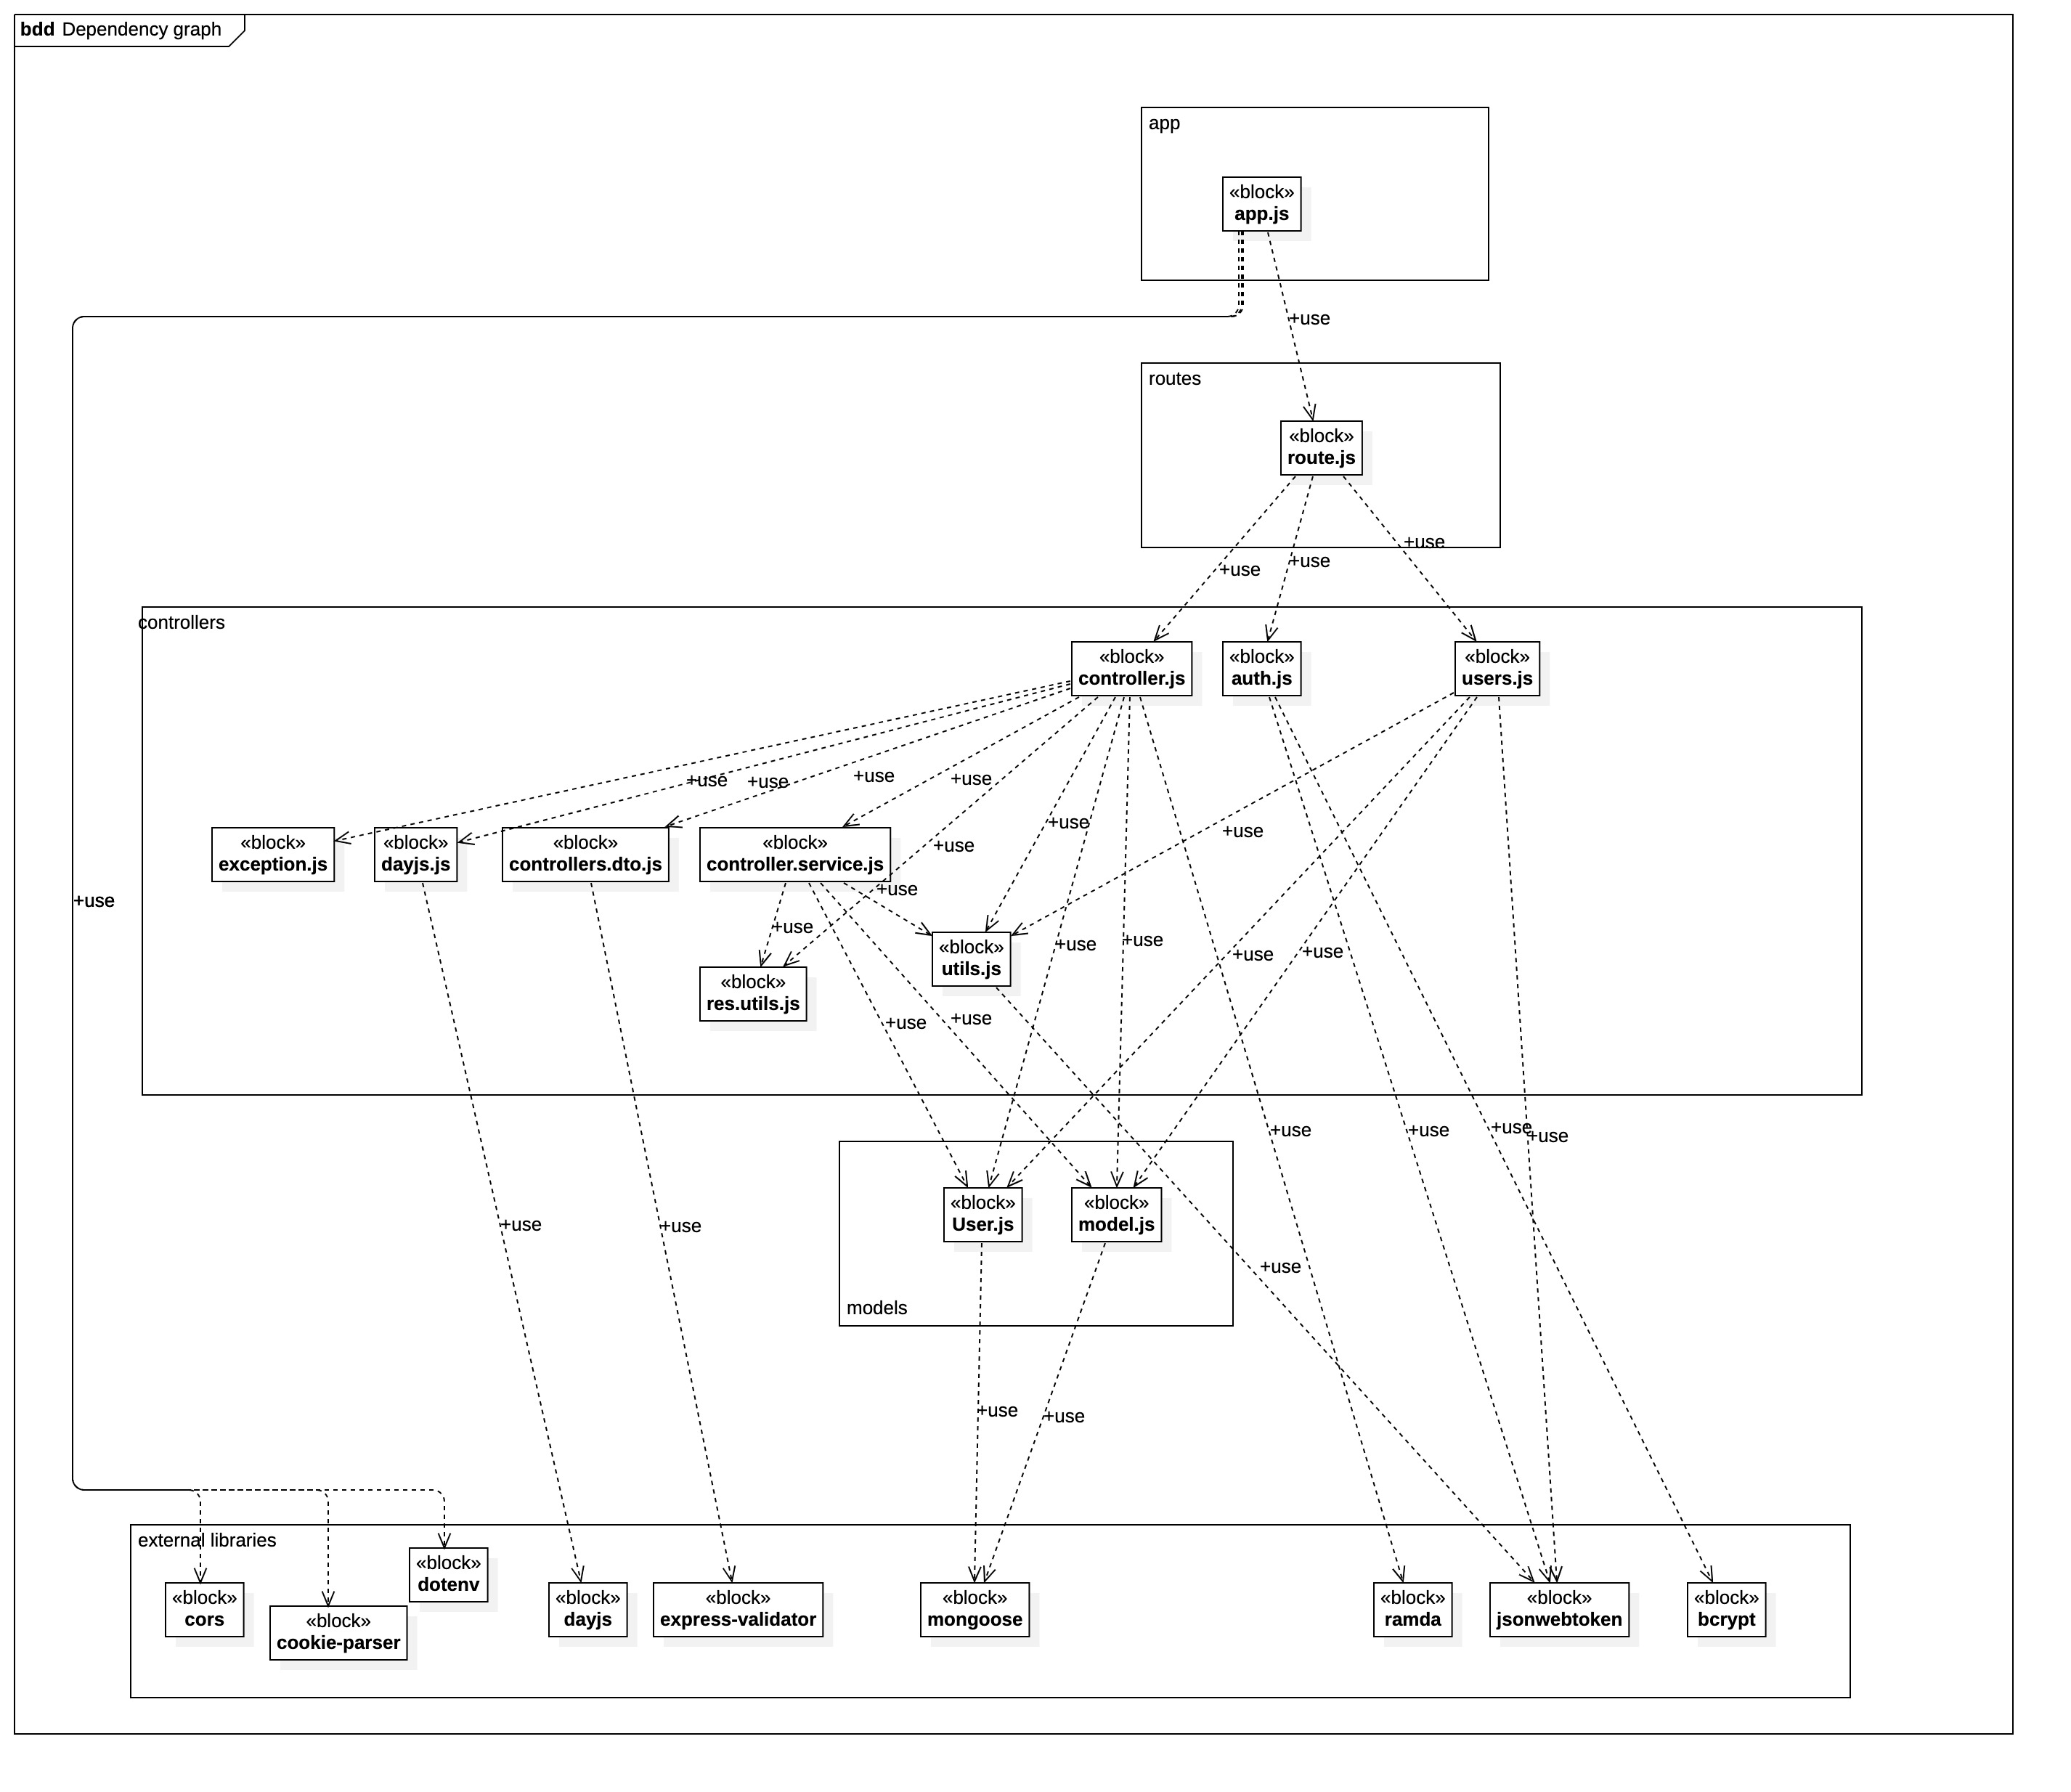 bdd Dependency graph
app
«block»
app.js
+use
routes
«block»
route.js
+use
+use
+use
controllers
«block»
controller.js
«block»
auth.js
«block»
users.js
+use
+use
+use
+use
+use
+use
+use
«block»
exception.js
«block»
dayjs.js
«block»
controllers.dto.js
«block»
controller.service.js
+use
+use
+use
«block»
utils.js
+use
+use
+use
+use
«block»
res.utils.js
+use
+use
+use
+use
+use
+use
models
«block»
User.js
«block»
model.js
+use
+use
+use
+use
+use
external libraries
«block»
cors
«block»
cookie-parser
«block»
dotenv
«block»
dayjs
«block»
express-validator
«block»
mongoose
«block»
ramda
«block»
jsonwebtoken
«block»
bcrypt